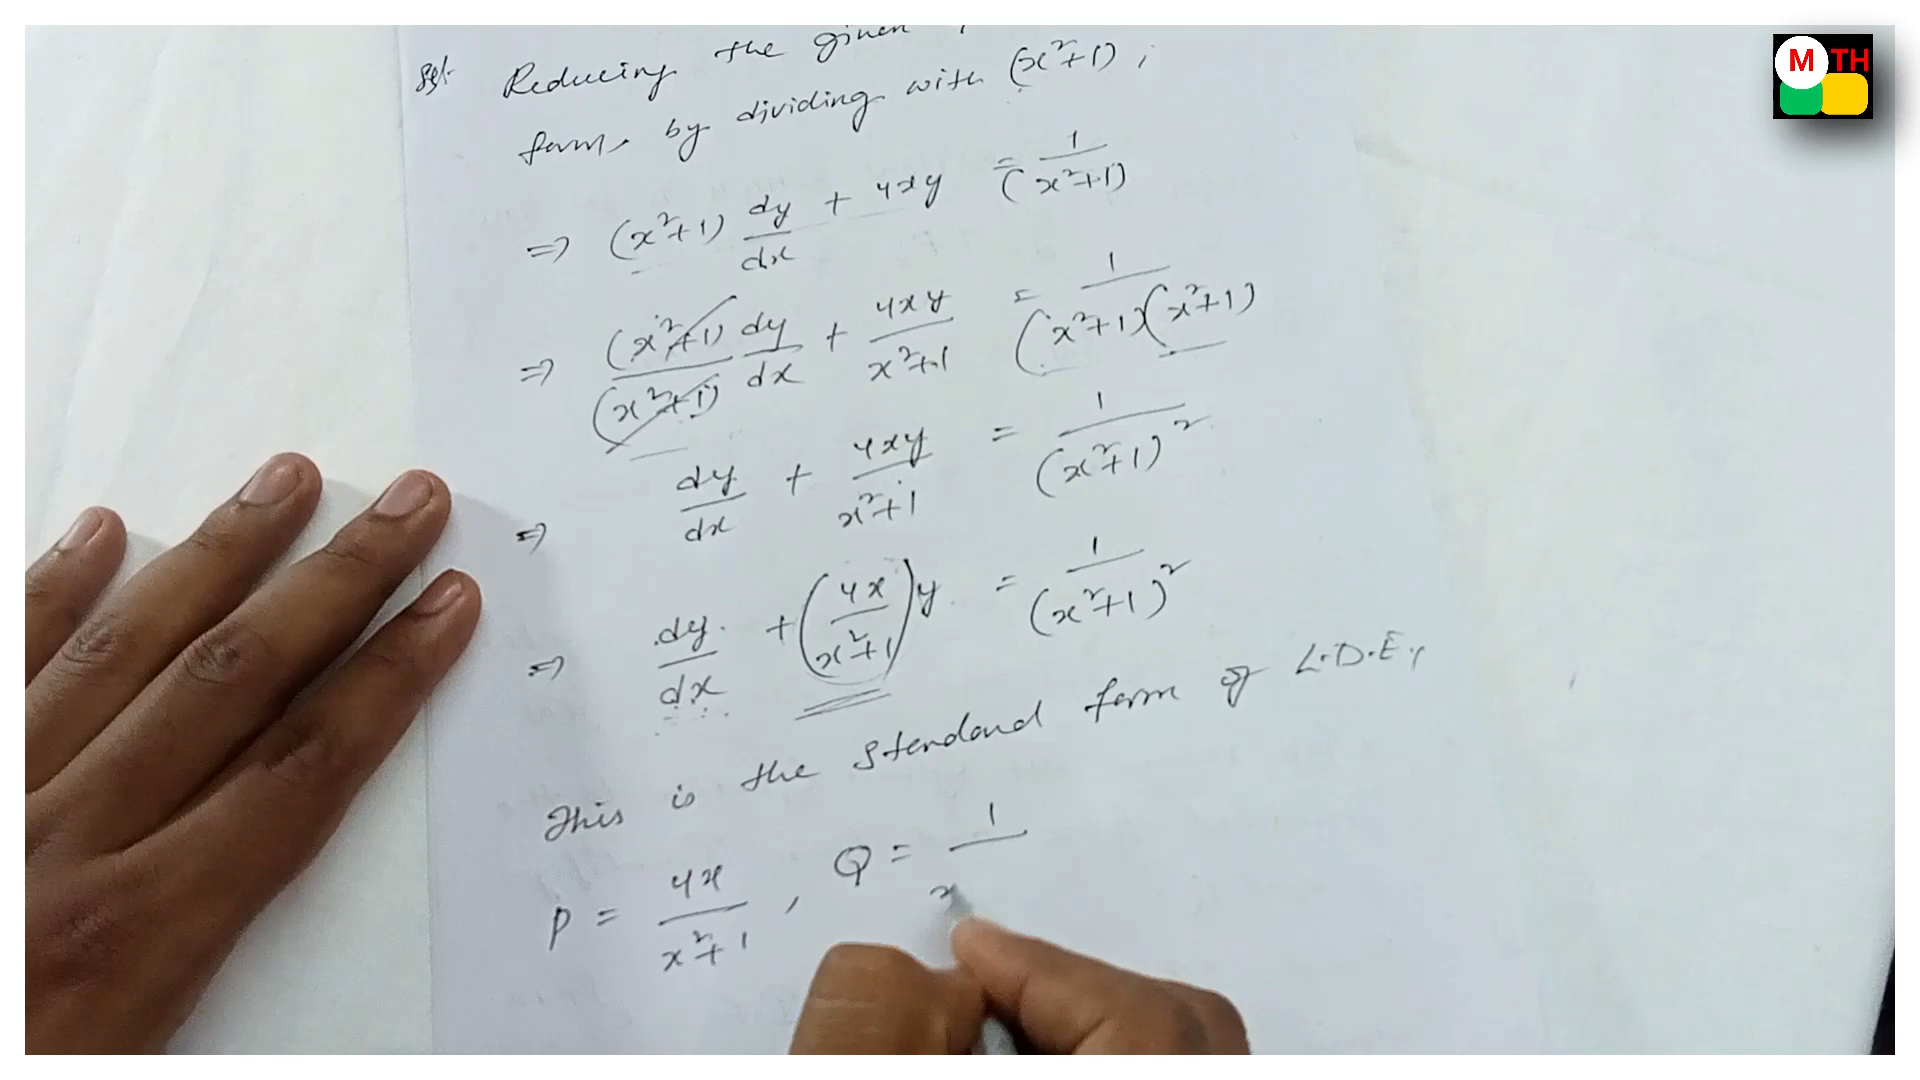 Sol:- Reducing the given
form, by dividing with (x²+1),
⇒ (x²+1) dy/dx + 4xy = 1/(x²+1)
⇒ (x²+1)/(x²+1) dy/dx + 4xy/x²+1 = 1/(x²+1)(x²+1)
⇒ dy/dx + 4xy/x²+1 = 1/(x²+1)²
⇒ dy/dx + (4x/x²+1)y = 1/(x²+1)²
This is the standard form of L.D.E,
P = 4x/x²+1, Q = 1/x
M TH